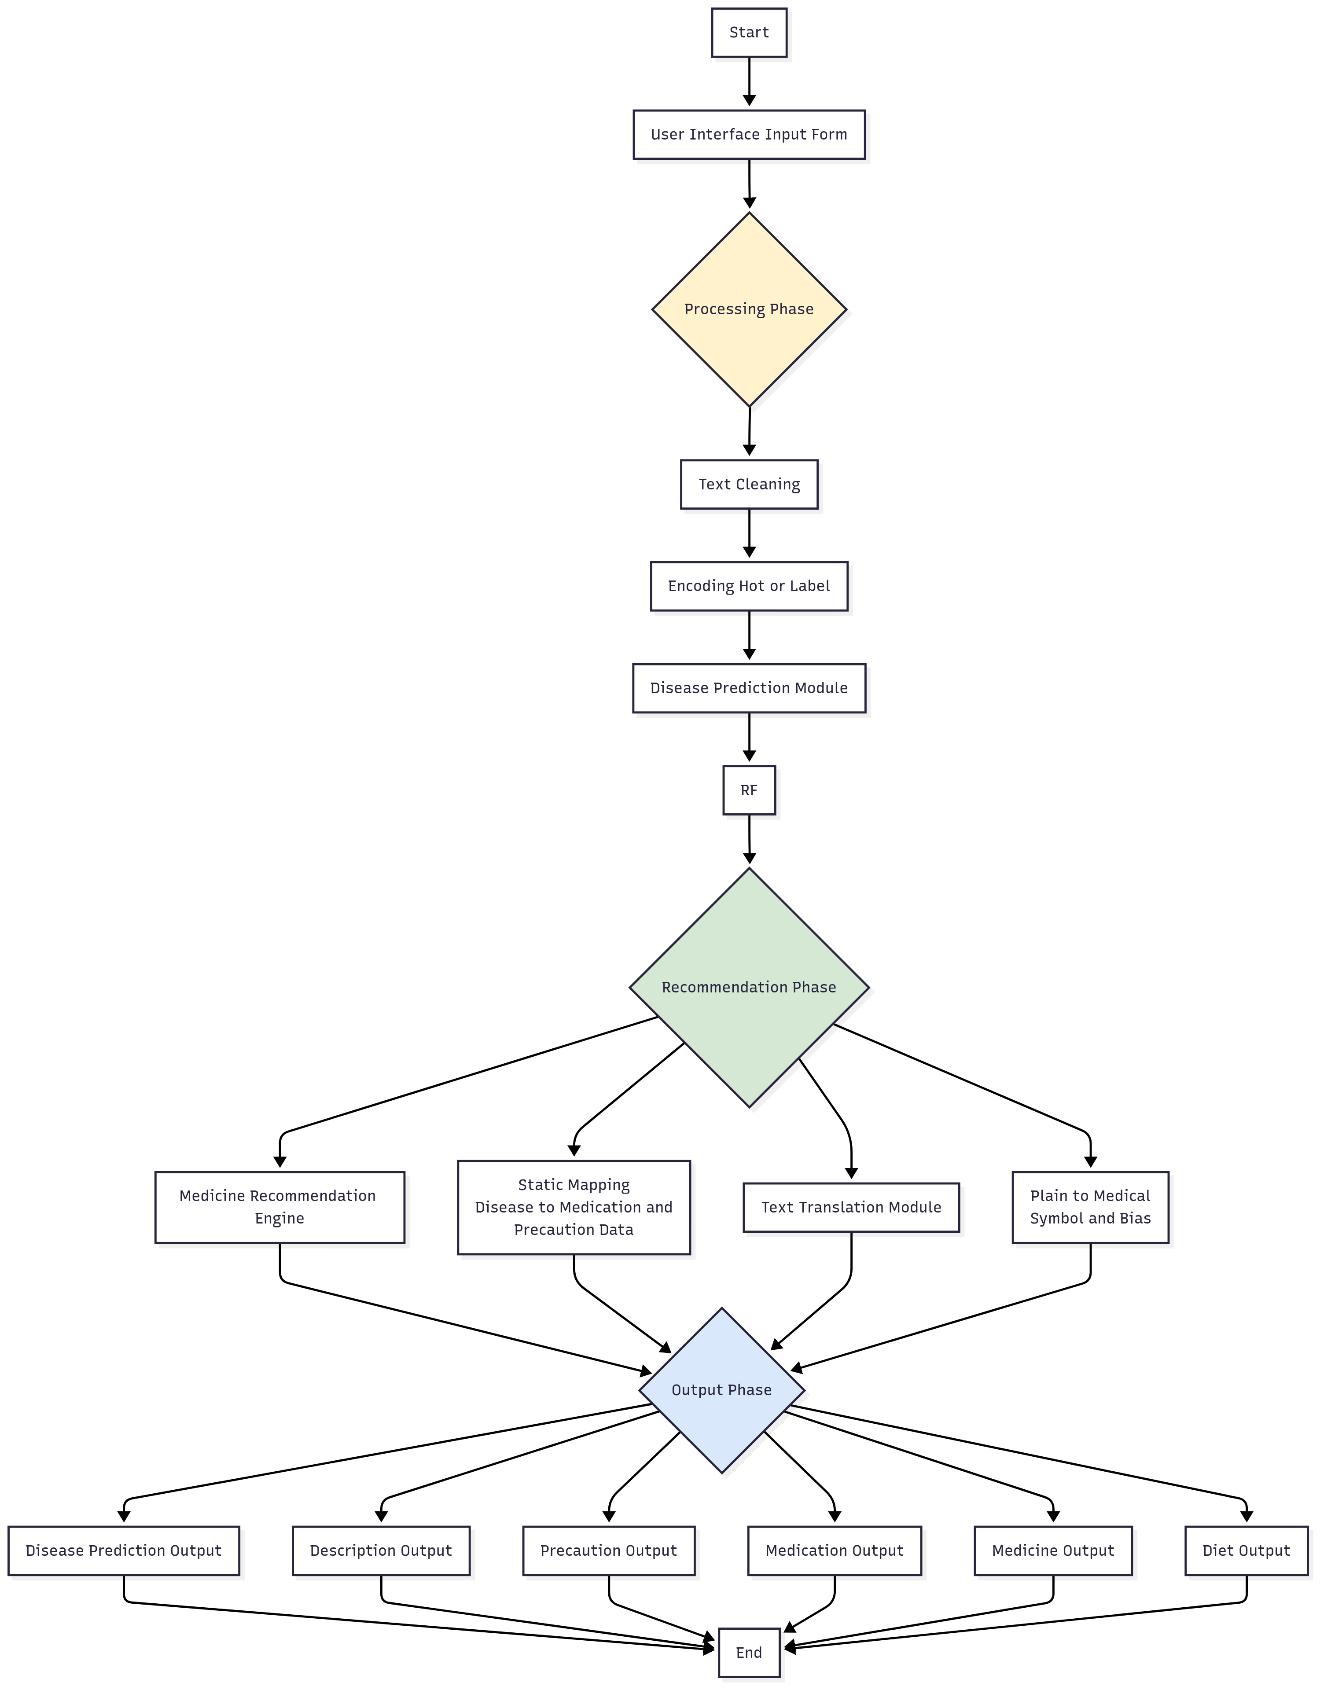 Start
User Interface Input Form
Processing Phase
Text Cleaning
Encoding Hot or Label
Disease Prediction Module
RF
Recommendation Phase
Medicine Recommendation
Engine
Static Mapping
Disease to Medication and
Precaution Data
Text Translation Module
Plain to Medical
Symbol and Bias
Output Phase
Disease Prediction Output
Description Output
Precaution Output
Medication Output
Medicine Output
Diet Output
End